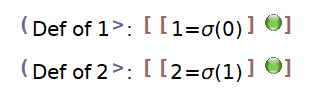 (Def of 1>: [ [1=σ(0)] ]
(Def of 2>: [ [2=σ(1)] ]